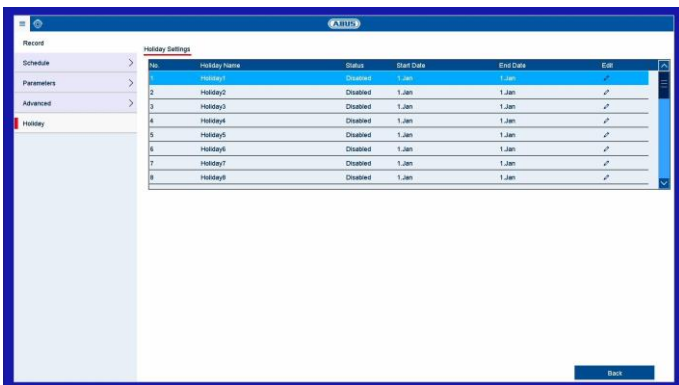 ABUS
Record
Schedule
Parameters
Advanced
Holiday
Holiday Settings
No. Holiday Name Status Start Date End Date Edit
1 Holiday1 Disabled 1.Jan 1.Jan
2 Holiday2 Disabled 1.Jan 1.Jan
3 Holiday3 Disabled 1.Jan 1.Jan
4 Holiday4 Disabled 1.Jan 1.Jan
5 Holiday5 Disabled 1.Jan 1.Jan
6 Holiday6 Disabled 1.Jan 1.Jan
7 Holiday7 Disabled 1.Jan 1.Jan
8 Holiday8 Disabled 1.Jan 1.Jan
Back